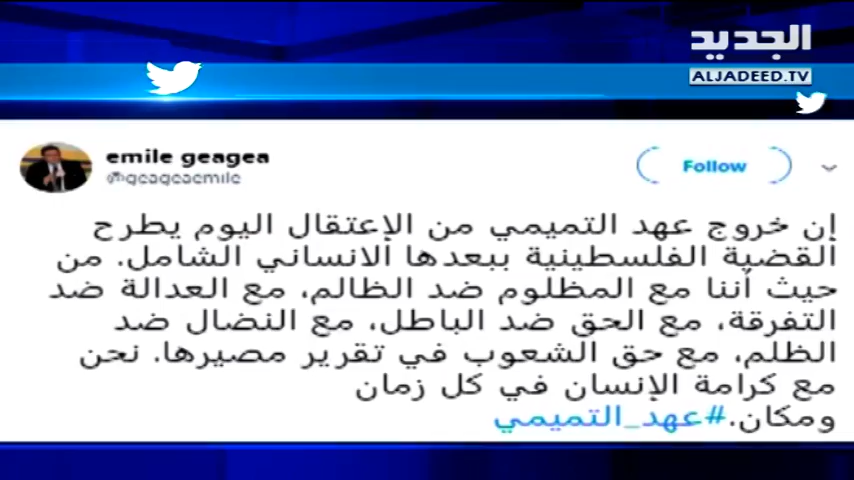 الجديد
ALJADEED.TV
emile geagea
@geageaemile
Follow
إن خروج عهد التميمي من الإعتقال اليوم يطرح
القضية الفلسطينية ببعدها الانساني الشامل. من
حيث أننا مع المظلوم ضد الظالم، مع العدالة ضد
التفرقة، مع الحق ضد الباطل، مع النضال ضد
الظلم، مع حق الشعوب في تقرير مصيرها. نحن
مع كرامة الإنسان في كل زمان
ومكان.#عهد_التميمي